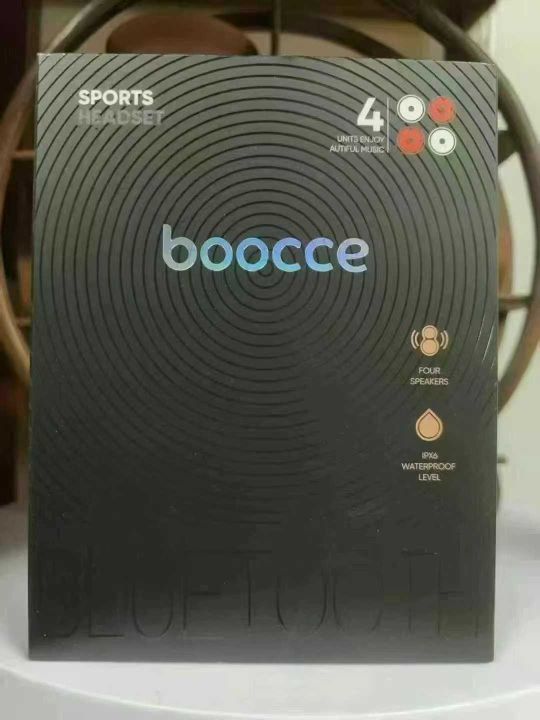 SPORTS
HEADSET
4
UNITS ENJOY
AUTIFUL MUSIC
boocce
FOUR
SPEAKERS
IPX6
WATERPROOF
LEVEL
BLUETOOTH